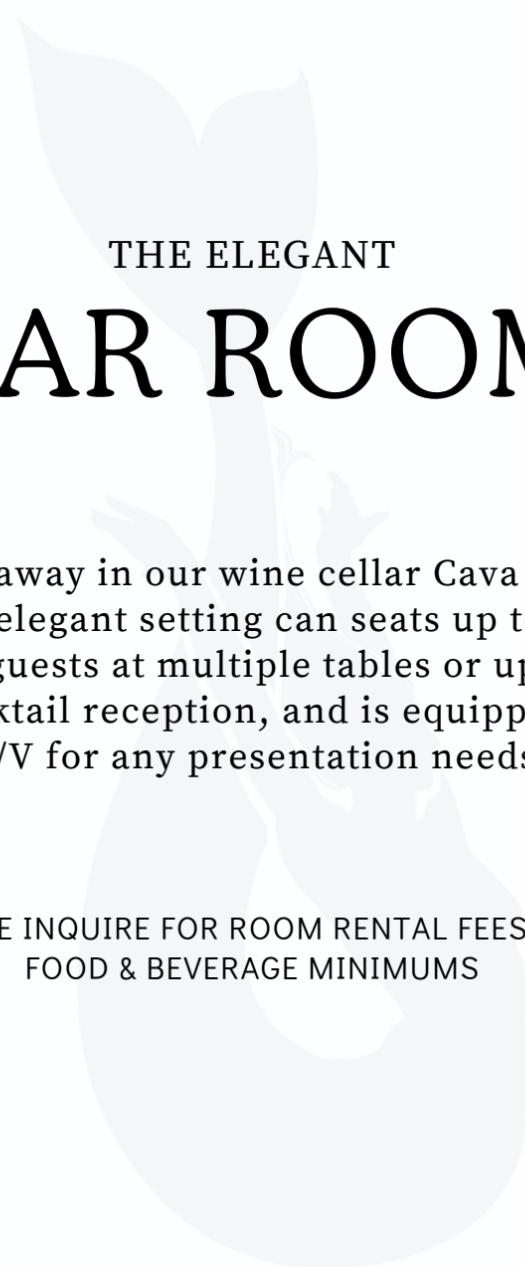 THE ELEGANT
AR ROOM
away in our wine cellar Cava
elegant setting can seats up to
guests at multiple tables or up
ktail reception, and is equipp
/V for any presentation needs
E INQUIRE FOR ROOM RENTAL FEES
FOOD & BEVERAGE MINIMUMS